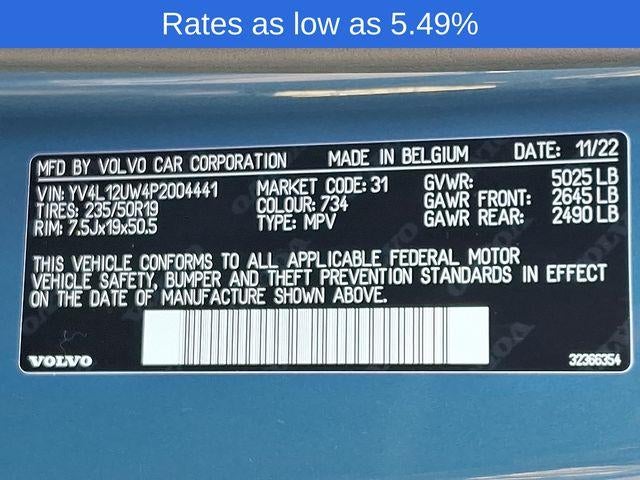 Rates as low as 5.49%
MFD BY VOLVO CAR CORPORATION MADE IN BELGIUM DATE: 11/22
VIN: YV4L12UW4P2004441 MARKET CODE: 31 GVWR: 5025 LB
TIRES: 235/50R19 COLOUR: 734 GAWR FRONT: 2645 LB
RIM: 7.5Jx19x50.5 TYPE: MPV GAWR REAR: 2490 LB
THIS VEHICLE CONFORMS TO ALL APPLICABLE FEDERAL MOTOR
VEHICLE SAFETY, BUMPER AND THEFT PREVENTION STANDARDS IN EFFECT
ON THE DATE OF MANUFACTURE SHOWN ABOVE.
VOLVO 32366354